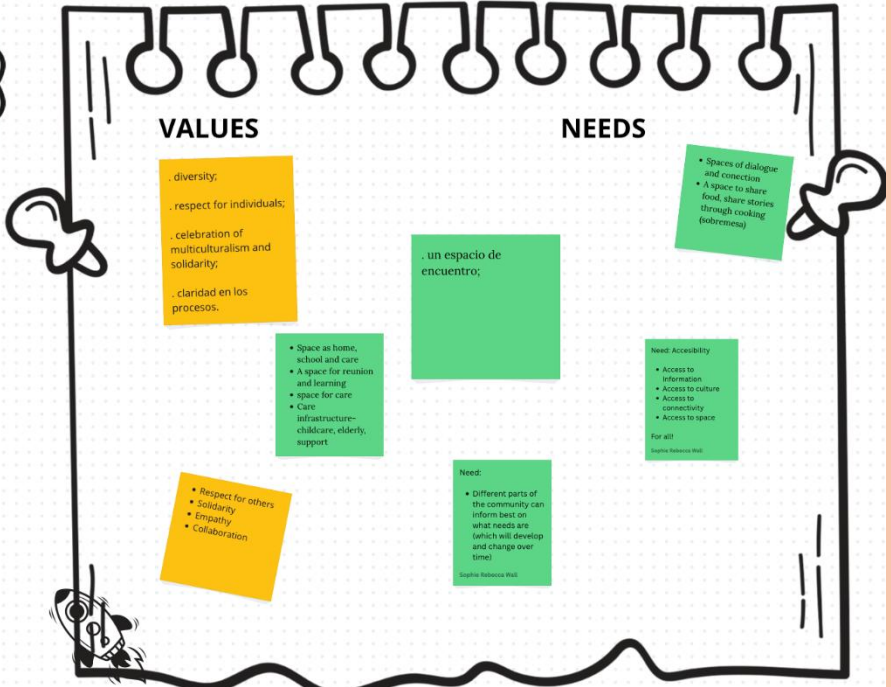 VALUES
. diversity;
. respect for individuals;
. celebration of
multiculturalism and
solidarity;
. claridad en los
procesos.
• Space as home,
school and care
• A space for reunion
and learning
• space for care
• Care
infrastructure-
childcare, elderly,
support
• Respect for others
• Solidarity
• Empathy
• Collaboration
NEEDS
. un espacio de
encuentro;
• Spaces of dialogue
and conection
• A space to share
food, share stories
through cooking
(sobremesa)
Need: Accesibility
• Access to
information
• Access to culture
• Access to
connectivity
• Access to space
For all!
Sophie Rebecca Wall
Need:
• Different parts of
the community can
inform best on
what needs are
(which will develop
and change over
time)
Sophie Rebecca Wall